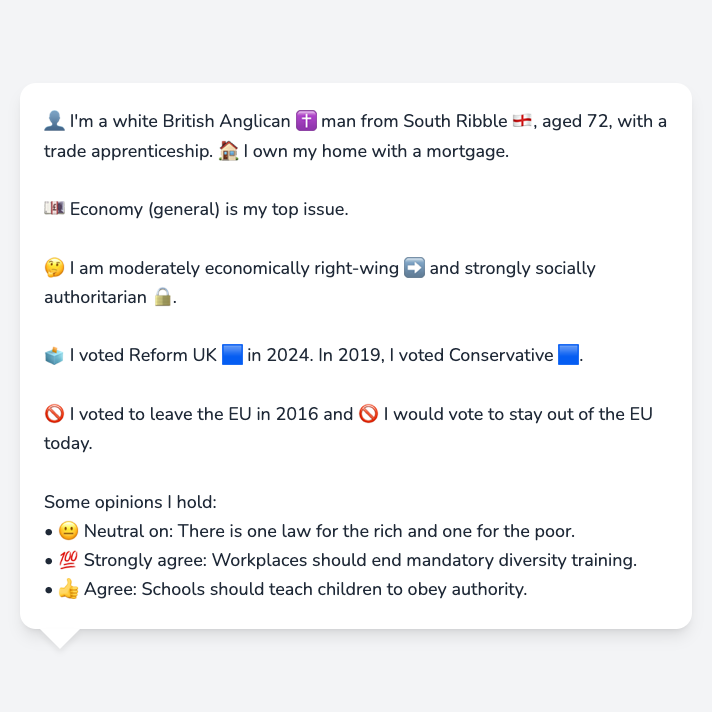 👤 I'm a white British Anglican ✝️ man from South Ribble 🏴󠁧󠁢󠁥󠁮󠁧󠁿, aged 72, with a
trade apprenticeship. 🏠 I own my home with a mortgage.
💷 Economy (general) is my top issue.
🤔 I am moderately economically right-wing ➡️ and strongly socially
authoritarian 🔒.
🗳️ I voted Reform UK 🟦 in 2024. In 2019, I voted Conservative 🟦.
🚫 I voted to leave the EU in 2016 and 🚫 I would vote to stay out of the EU
today.
Some opinions I hold:
• 😐 Neutral on: There is one law for the rich and one for the poor.
• 💯 Strongly agree: Workplaces should end mandatory diversity training.
• 👍 Agree: Schools should teach children to obey authority.